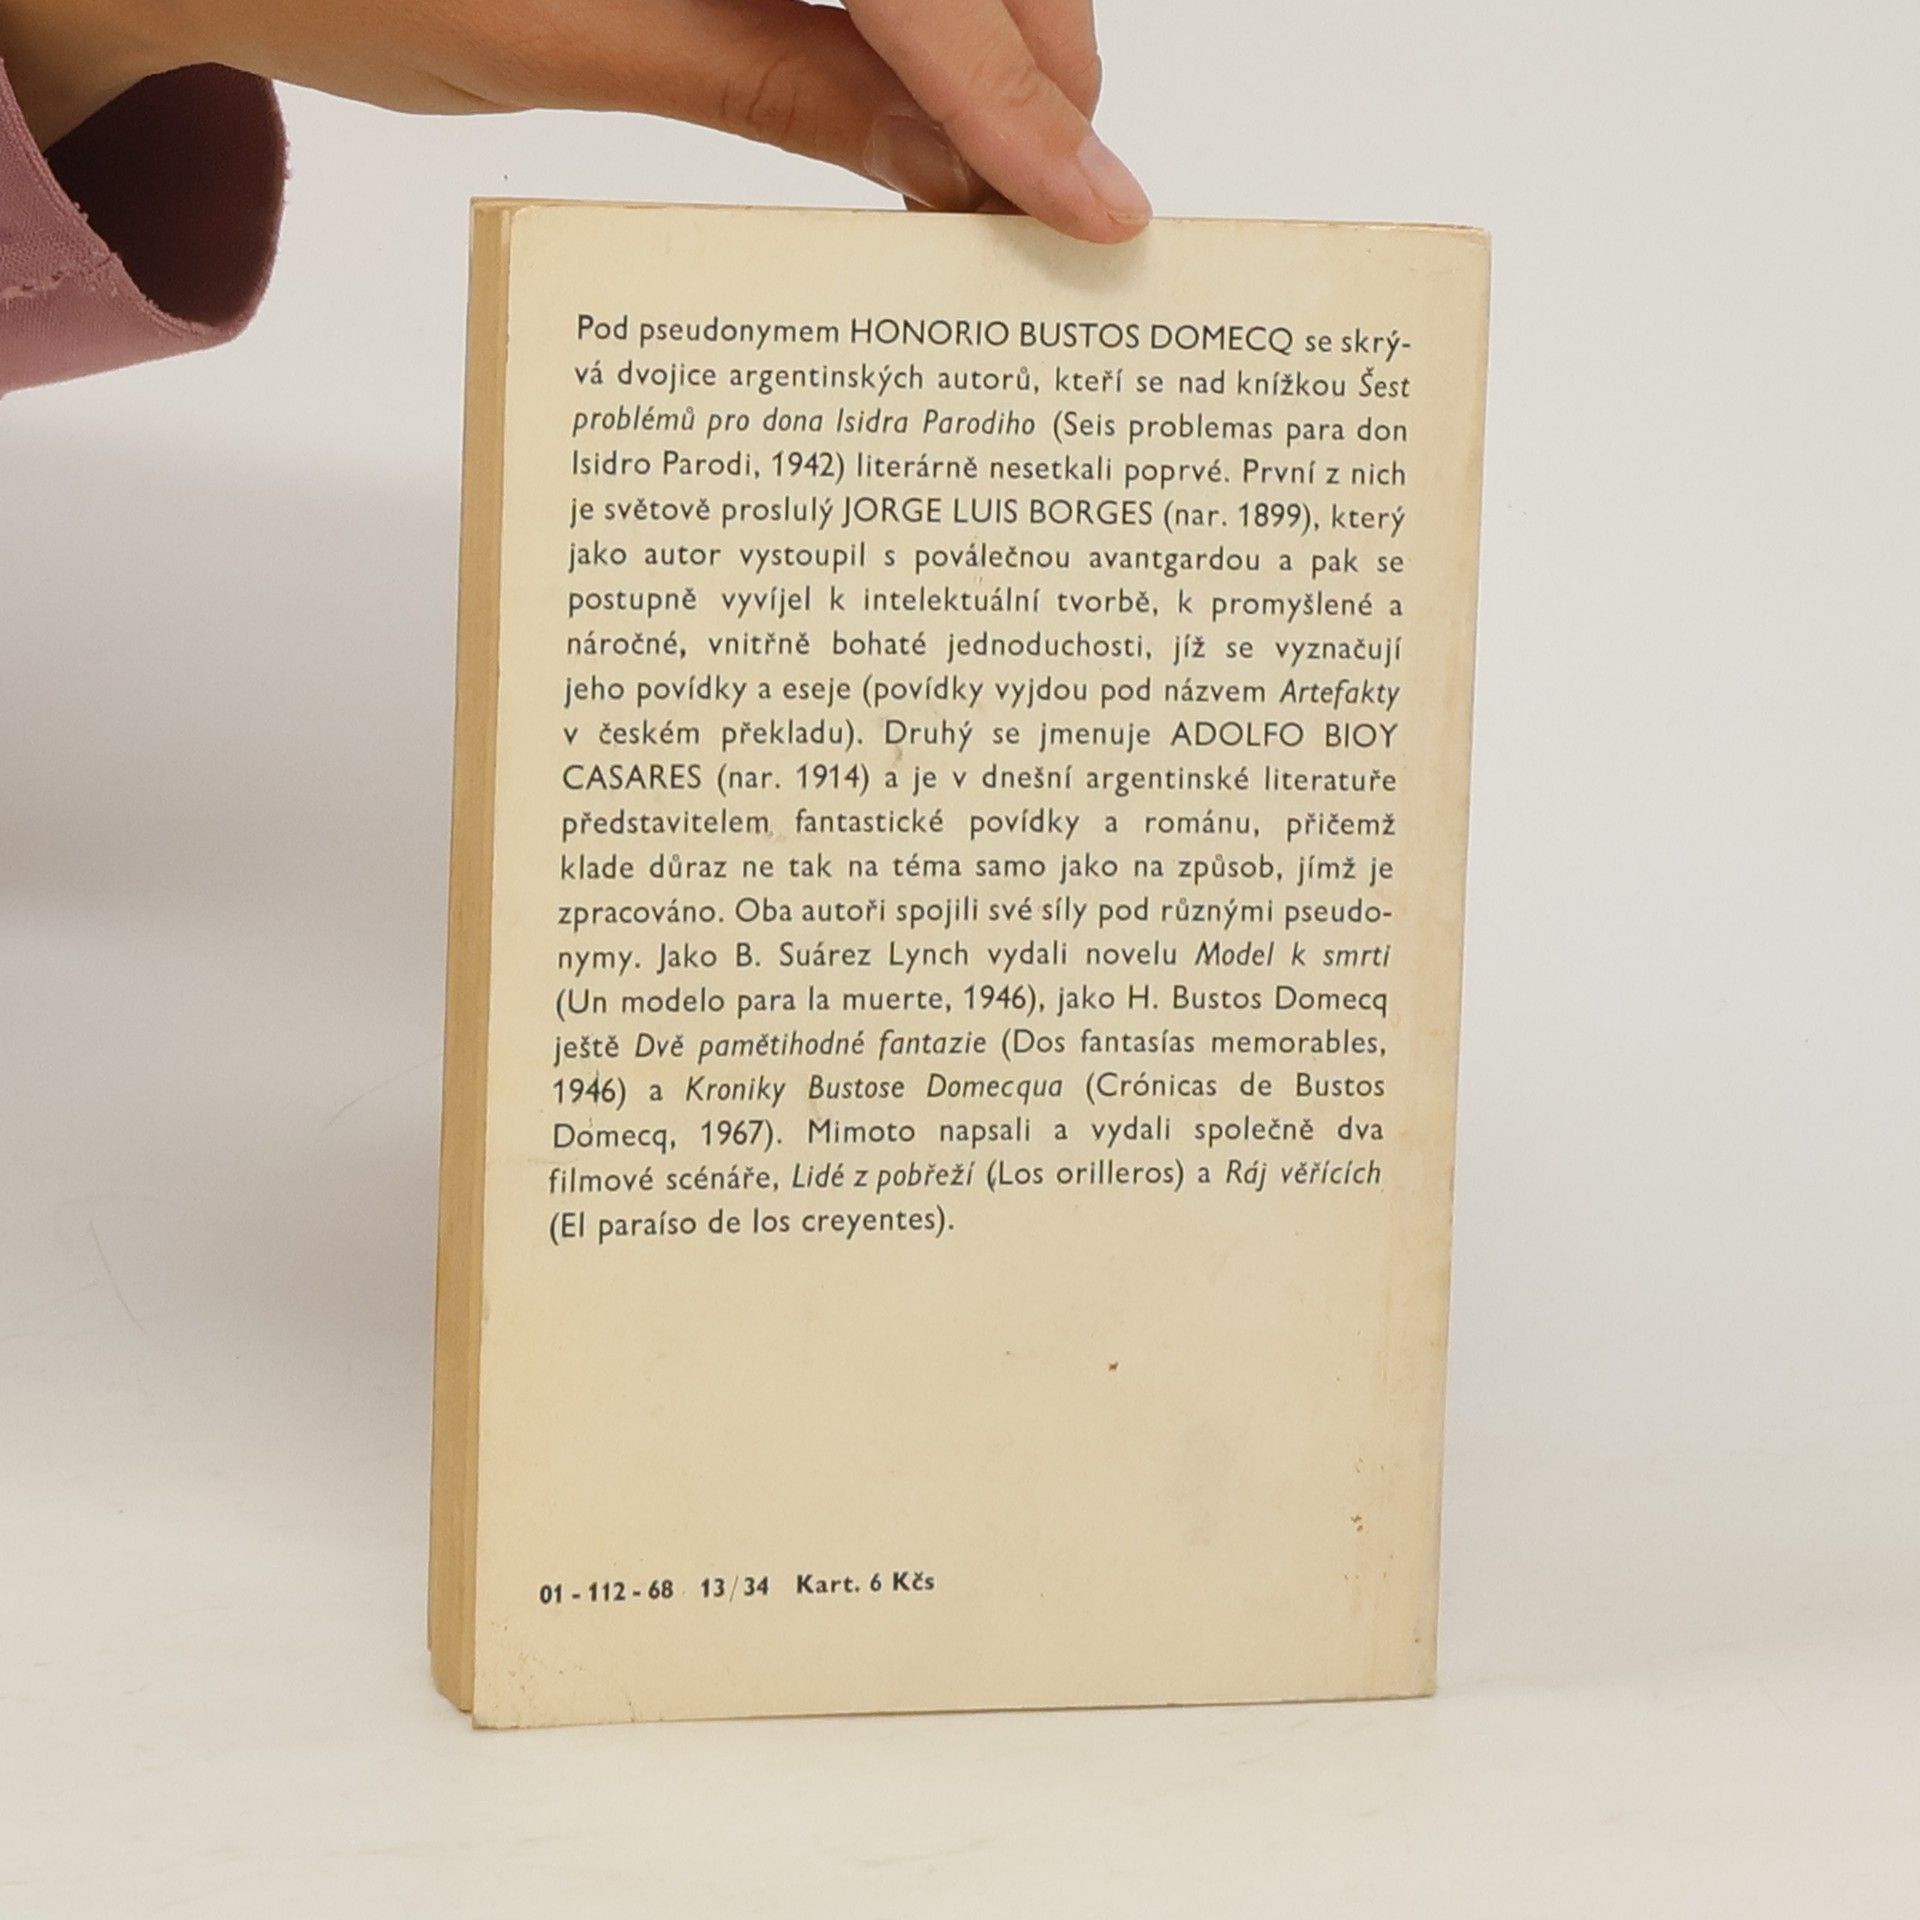 Pod pseudonymem HONORIO BUSTOS DOMECQ se skrý-
vá dvojice argentinských autorů, kteří se nad knížkou Šest
problémů pro dona Isidra Parodiho (Seis problemas para don
Isidro Parodi, 1942) literárně nesetkali poprvé. První z nich
je světově proslulý JORGE LUIS BORGES (nar. 1899), který
jako autor vystoupil s poválečnou avantgardou a pak se
postupně vyvíjel k intelektuální tvorbě, k promyšlené a
náročné, vnitřně bohaté jednoduchosti, jíž se vyznačují
jeho povídky a eseje (povídky vyjdou pod názvem Artefakty
v českém překladu). Druhý se jmenuje ADOLFO BIOY
CASARES (nar. 1914) a je v dnešní argentinské literatuře
představitelem fantastické povídky a románu, přičemž
klade důraz ne tak na téma samo jako na způsob, jímž je
zpracováno. Oba autoři spojili své síly pod různými pseudo-
nymy. Jako B. Suárez Lynch vydali novelu Model k smrti
(Un modelo para la muerte, 1946), jako H. Bustos Domecq
ještě Dvě pamětihodné fantazie (Dos fantasías memorables,
1946) a Kroniky Bustose Domecqua (Crónicas de Bustos
Domecq, 1967). Mimoto napsali a vydali společně dva
filmové scénáře, Lidé z pobřeží (Los orilleros) a Ráj věřících
(El paraíso de los creyentes).
01 - 112 - 68 13/34 Kart. 6 Kčs